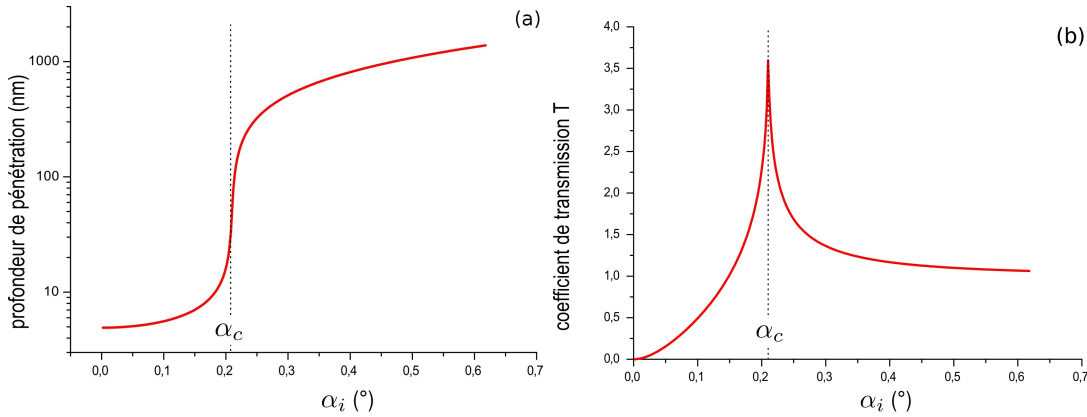 (a)
profondeur de pénétration (nm)
1000
100
10
α_c
0,0 0,1 0,2 0,3 0,4 0,5 0,6 0,7
α_i (°)
(b)
coefficient de transmission T
4,0
3,5
3,0
2,5
2,0
1,5
1,0
0,5
0,0
α_c
0,0 0,1 0,2 0,3 0,4 0,5 0,6 0,7
α_i (°)